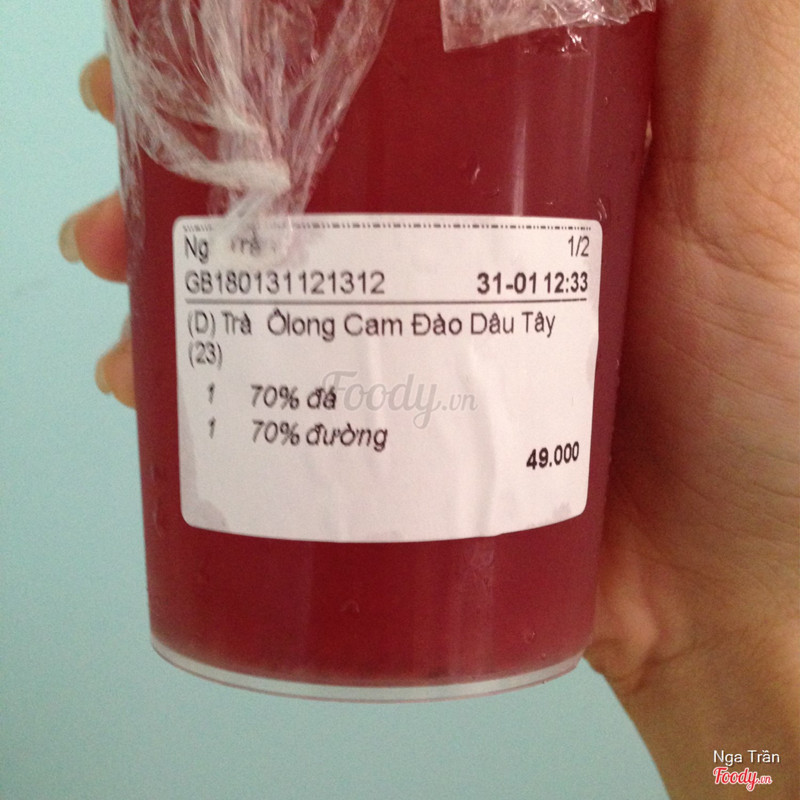 Ng 1/2
GB180131121312 31-01 12:33
(D) Trà Ôlong Cam Đào Dâu Tây
(23)
1 70% đá
1 70% đường
49.000
Foody.vn
Nga Trần
Foody.vn